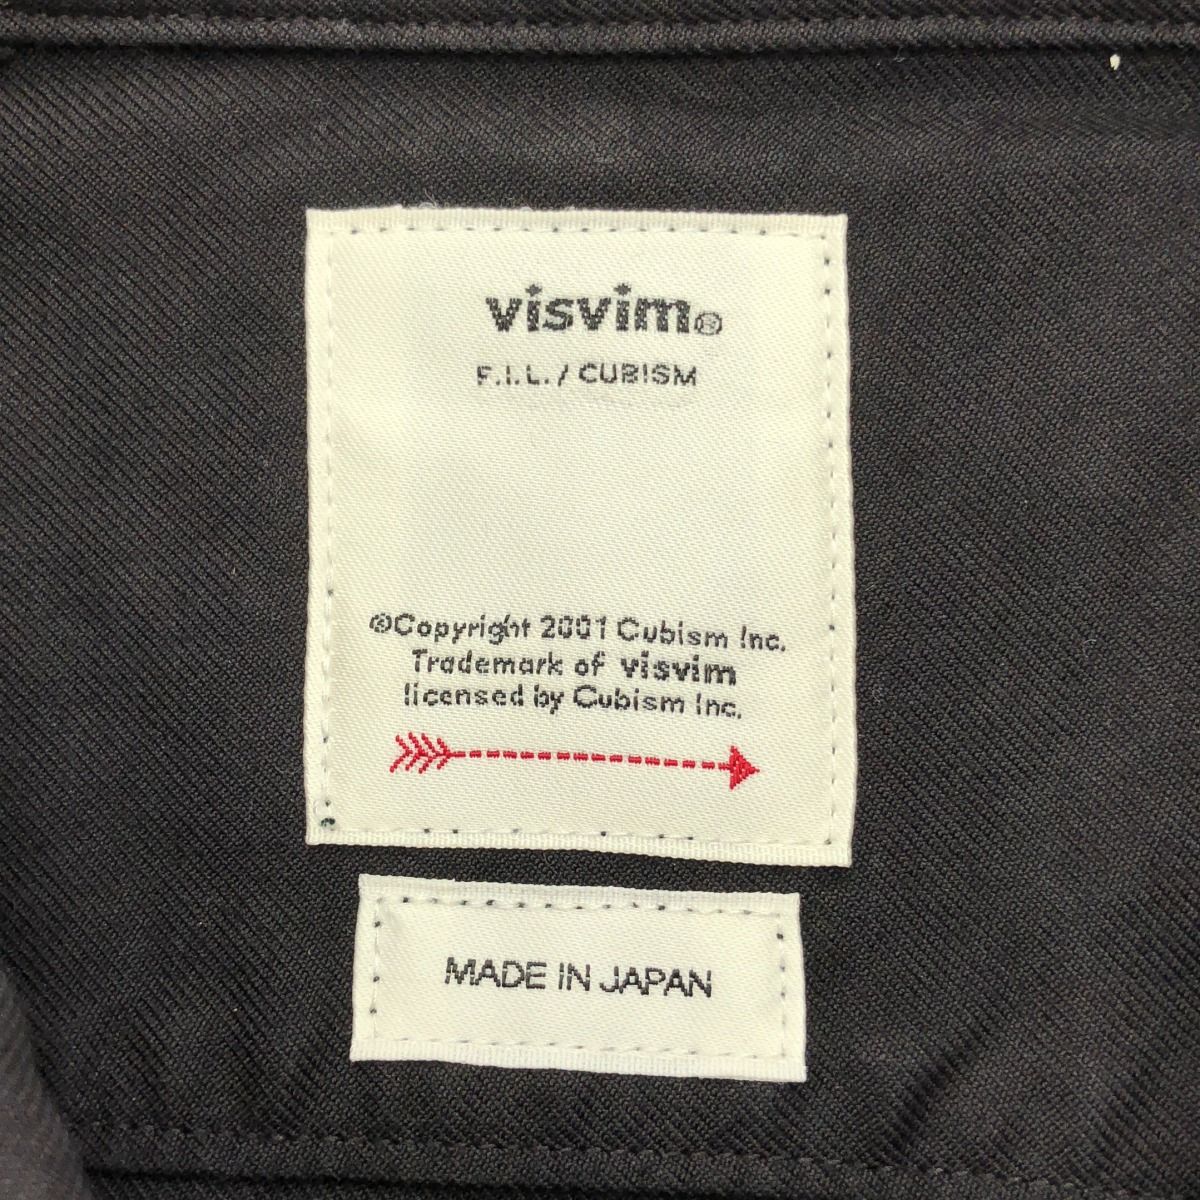 visvim®
F.I.L. / CUBISM
©Copyright 2001 Cubism Inc.
Trademark of visvim
licensed by Cubism Inc.
MADE IN JAPAN